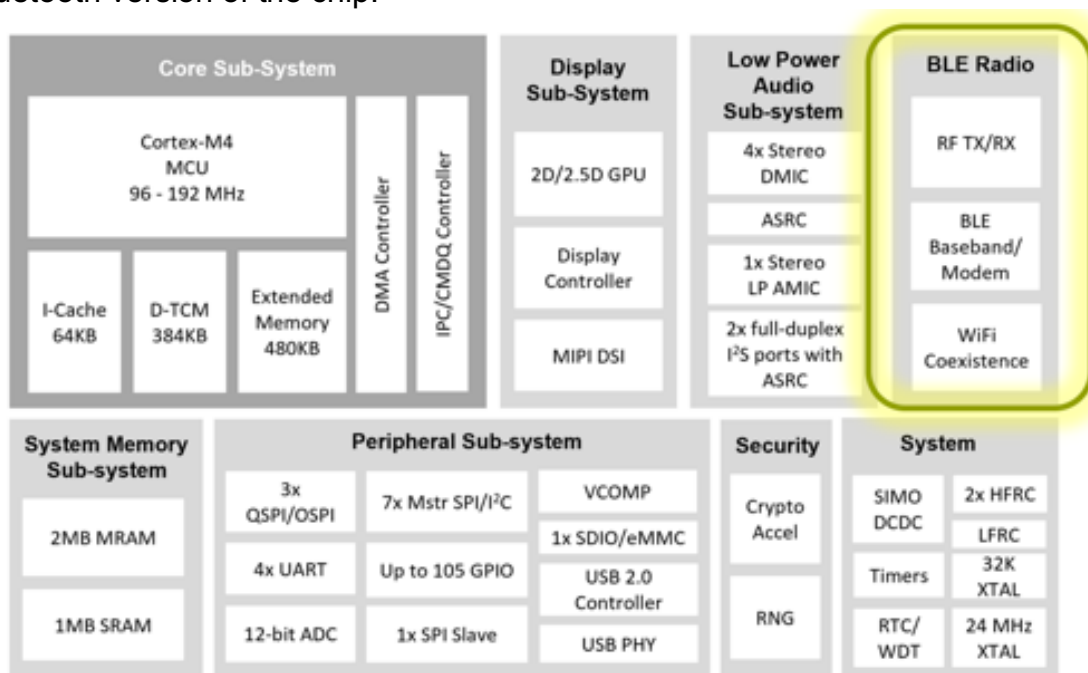 version of the chip.
Core Sub-System
Cortex-M4
MCU
96 - 192 MHz
I-Cache
64KB
D-TCM
384KB
Extended
Memory
480KB
DMA Controller
IPC/CMDQ Controller
Display
Sub-System
2D/2.5D GPU
Display
Controller
MIPI DSI
Low Power
Audio
Sub-system
4x Stereo
DMIC
ASRC
1x Stereo
LP AMIC
2x full-duplex
I²S ports with
ASRC
BLE Radio
RF TX/RX
BLE
Baseband/
Modem
WiFi
Coexistence
System Memory
Sub-system
2MB MRAM
1MB SRAM
Peripheral Sub-system
3x
QSPI/OSPI
4x UART
12-bit ADC
7x Mstr SPI/I²C
Up to 105 GPIO
1x SPI Slave
VCOMP
1x SDIO/eMMC
USB 2.0
Controller
USB PHY
Security
Crypto
Accel
RNG
System
SIMO
DCDC
Timers
RTC/
WDT
2x HFRC
LFRC
32K
XTAL
24 MHz
XTAL